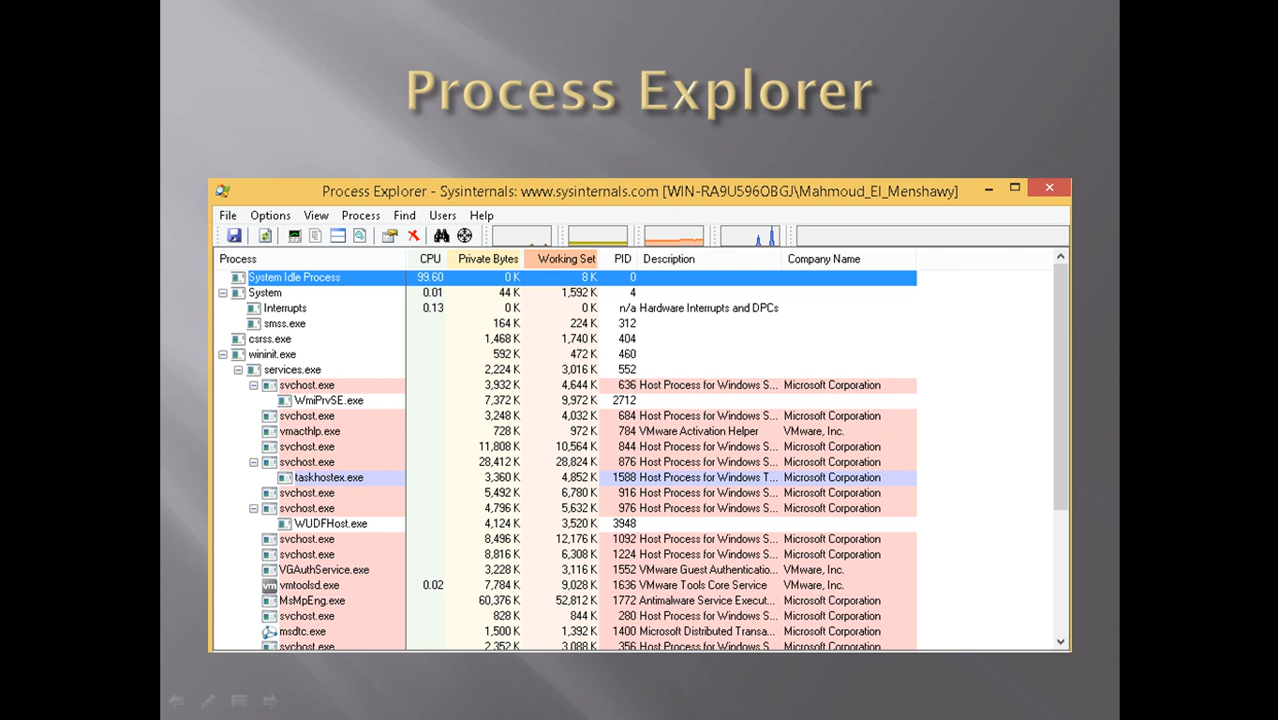 Process Explorer
Process Explorer - Sysinternals: www.sysinternals.com [WIN-RA9U596OBGJ\Mahmoud_El_Menshawy]
File Options View Process Find Users Help
Process CPU Private Bytes Working Set PID Description Company Name
System Idle Process 99.60 0 K 8 K 0
System 0.01 44 K 1,592 K 4
Interrupts 0.13 0 K 0 K n/a Hardware Interrupts and DPCs
smss.exe 164 K 224 K 312
csrss.exe 1,468 K 1,740 K 404
wininit.exe 592 K 472 K 460
services.exe 2,224 K 3,016 K 552
svchost.exe 3,932 K 4,644 K 636 Host Process for Windows S... Microsoft Corporation
WmiPrvSE.exe 7,372 K 9,972 K 2712
svchost.exe 3,248 K 4,032 K 684 Host Process for Windows S... Microsoft Corporation
vmacthlp.exe 728 K 972 K 784 VMware Activation Helper VMware, Inc.
svchost.exe 11,808 K 10,564 K 844 Host Process for Windows S... Microsoft Corporation
svchost.exe 28,412 K 28,824 K 876 Host Process for Windows S... Microsoft Corporation
taskhostex.exe 3,360 K 4,852 K 1588 Host Process for Windows T... Microsoft Corporation
svchost.exe 5,492 K 6,780 K 916 Host Process for Windows S... Microsoft Corporation
svchost.exe 4,796 K 5,632 K 976 Host Process for Windows S... Microsoft Corporation
WUDFHost.exe 4,124 K 3,520 K 3948
svchost.exe 8,496 K 12,176 K 1092 Host Process for Windows S... Microsoft Corporation
svchost.exe 8,816 K 6,308 K 1224 Host Process for Windows S... Microsoft Corporation
VGAuthService.exe 3,228 K 3,116 K 1552 VMware Guest Authenticatio... VMware, Inc.
vm vmtoolsd.exe 0.02 7,784 K 9,028 K 1636 VMware Tools Core Service VMware, Inc.
MsMpEng.exe 60,376 K 52,812 K 1772 Antimalware Service Execut... Microsoft Corporation
svchost.exe 828 K 844 K 280 Host Process for Windows S... Microsoft Corporation
msdtc.exe 1,500 K 1,392 K 1400 Microsoft Distributed Transa... Microsoft Corporation
svchost.exe 2,352 K 3,088 K 356 Host Process for Windows S... Microsoft Corporation